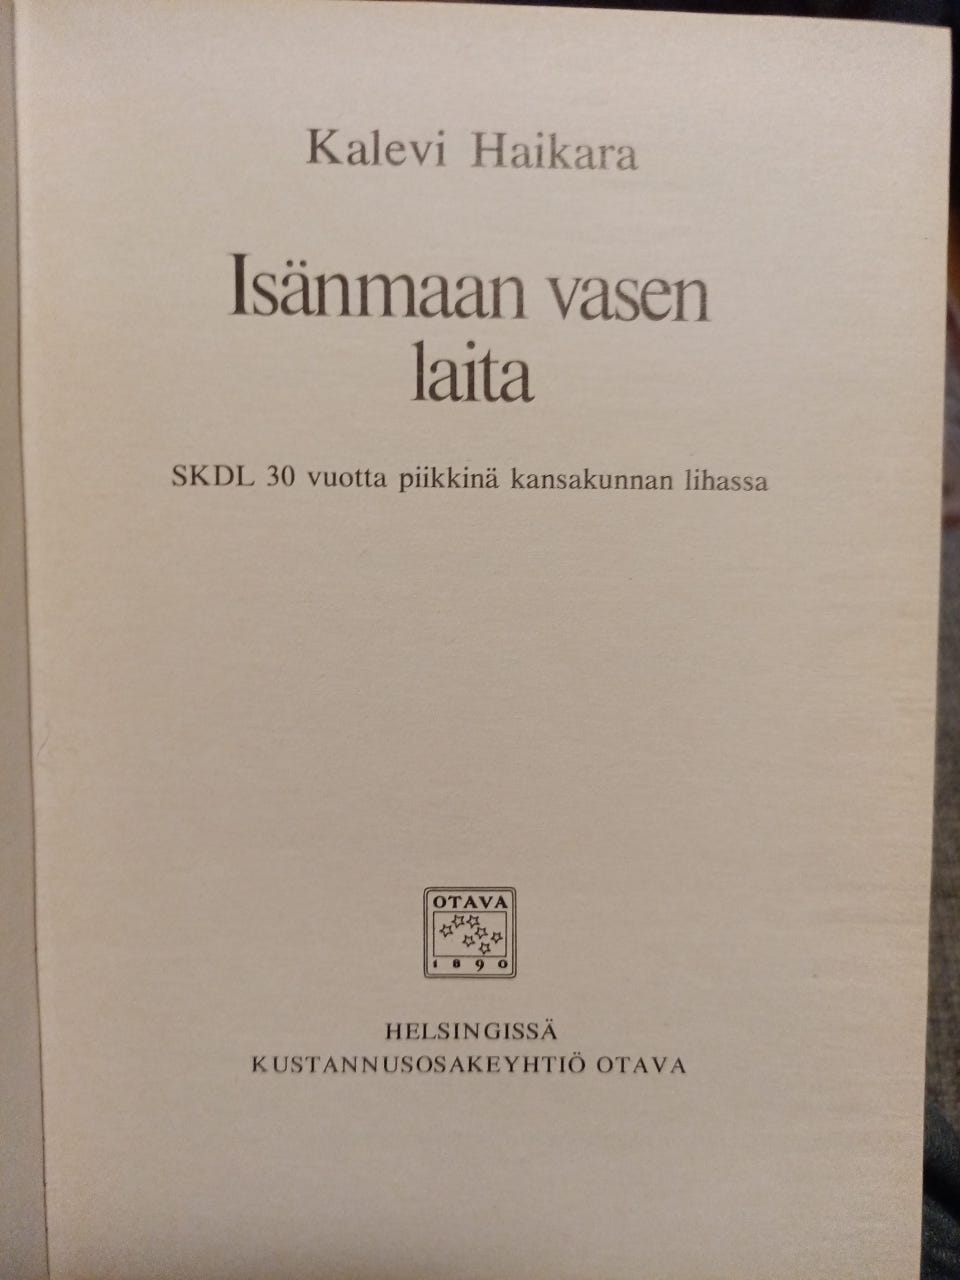 Kalevi Haikara
Isänmaan vasen
laita
SKDL 30 vuotta piikkinä kansakunnan lihassa
OTAVA
1890
HELSINGISSÄ
KUSTANNUSOSAKEYHTIÖ OTAVA